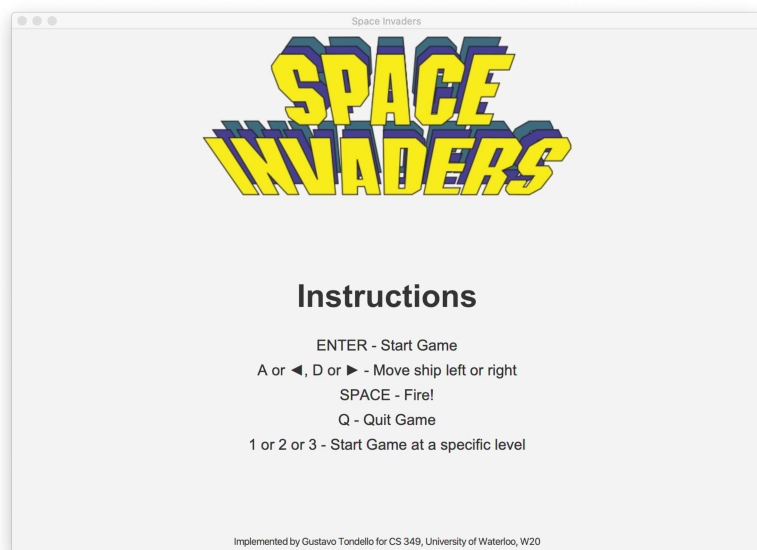 Space Invaders
SPACE
INVADERS
Instructions
ENTER - Start Game
A or ◄, D or ► - Move ship left or right
SPACE - Fire!
Q - Quit Game
1 or 2 or 3 - Start Game at a specific level
Implemented by Gustavo Tondello for CS 349, University of Waterloo, W20